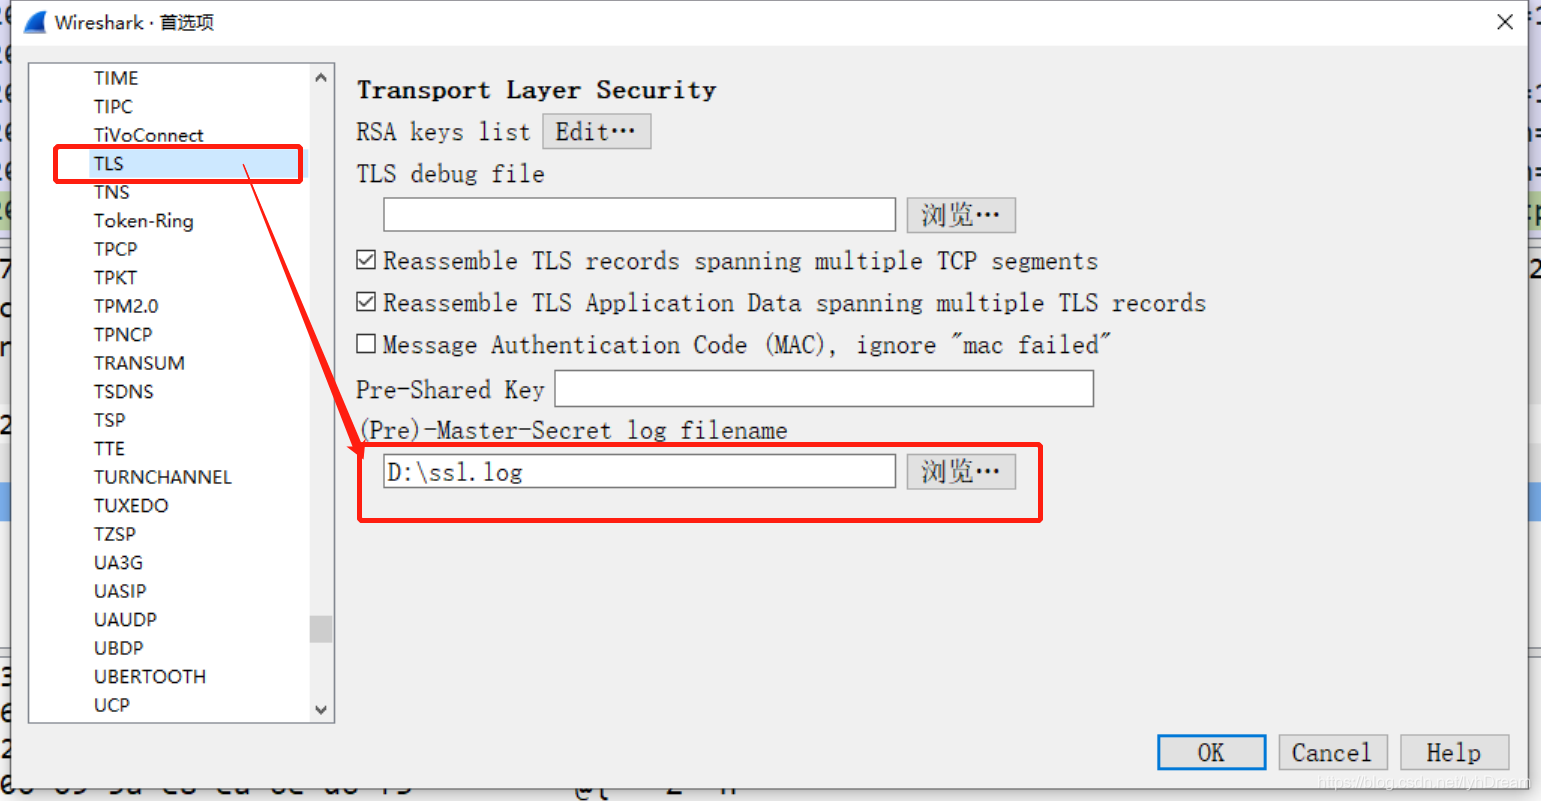 Wireshark · 首选项
TIME
TIPC
TiVoConnect
TLS
TNS
Token-Ring
TPCP
TPKT
TPM2.0
TPNCP
TRANSUM
TSDNS
TSP
TTE
TURNCHANNEL
TUXEDO
TZSP
UA3G
UASIP
UAUDP
UBDP
UBERTOOTH
UCP
Transport Layer Security
RSA keys list Edit…
TLS debug file
浏览…
Reassemble TLS records spanning multiple TCP segments
Reassemble TLS Application Data spanning multiple TLS records
Message Authentication Code (MAC), ignore "mac failed"
Pre-Shared Key
(Pre)-Master-Secret log filename
D:\ssl.log 浏览…
OK Cancel Help
https://blog.csdn.net/lyhDream